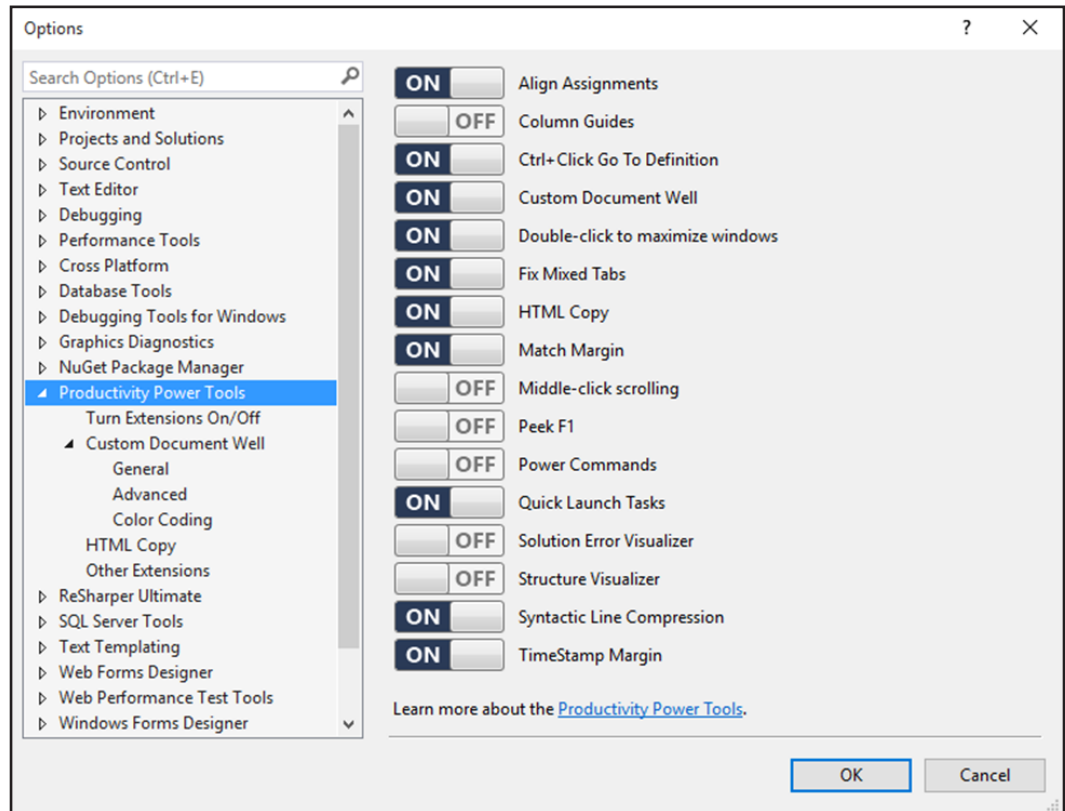 Options
?
Search Options (Ctrl+E)
Environment
Projects and Solutions
Source Control
Text Editor
Debugging
Performance Tools
Cross Platform
Database Tools
Debugging Tools for Windows
Graphics Diagnostics
NuGet Package Manager
Productivity Power Tools
Turn Extensions On/Off
Custom Document Well
General
Advanced
Color Coding
HTML Copy
Other Extensions
ReSharper Ultimate
SQL Server Tools
Text Templating
Web Forms Designer
Web Performance Test Tools
Windows Forms Designer
ON Align Assignments
OFF Column Guides
ON Ctrl+Click Go To Definition
ON Custom Document Well
ON Double-click to maximize windows
ON Fix Mixed Tabs
ON HTML Copy
ON Match Margin
OFF Middle-click scrolling
OFF Peek F1
OFF Power Commands
ON Quick Launch Tasks
OFF Solution Error Visualizer
OFF Structure Visualizer
ON Syntactic Line Compression
ON TimeStamp Margin
Learn more about the Productivity Power Tools.
OK Cancel